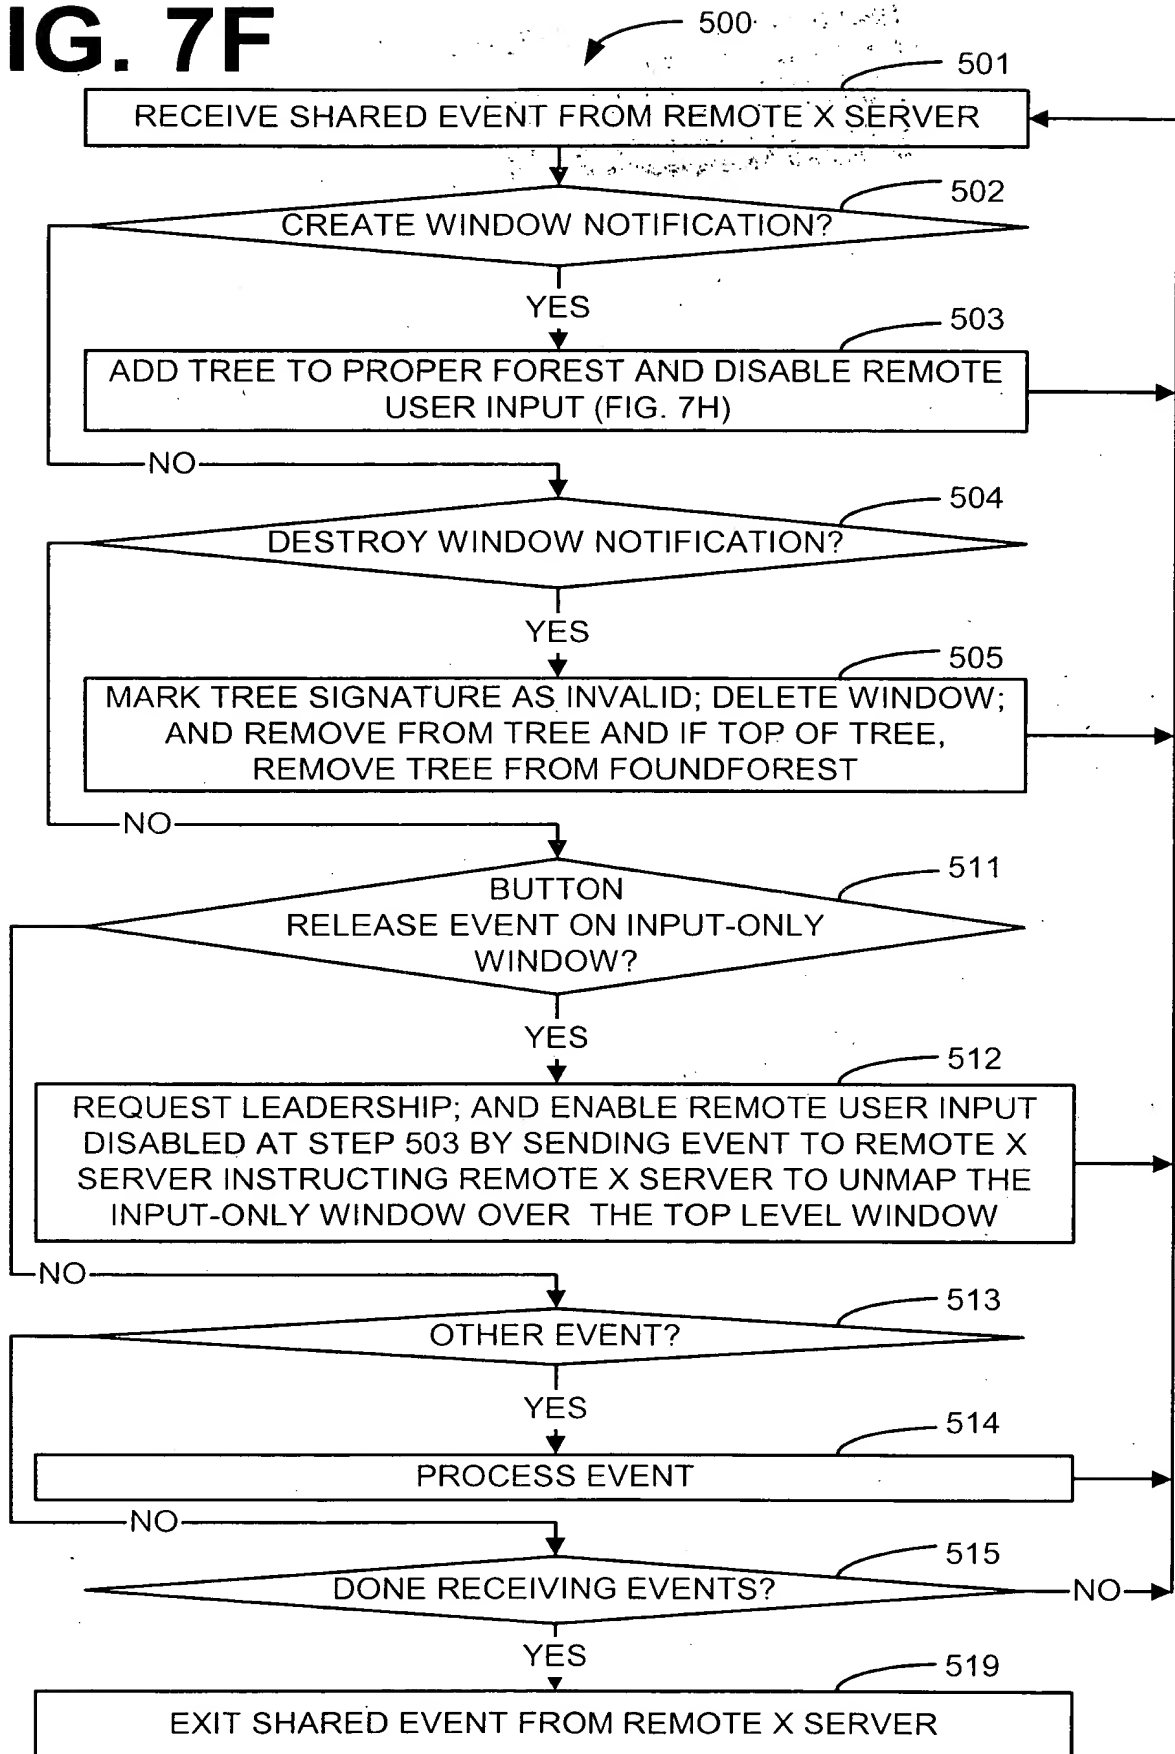 IG. 7F
500
501
RECEIVE SHARED EVENT FROM REMOTE X SERVER
502
CREATE WINDOW NOTIFICATION?
YES
503
ADD TREE TO PROPER FOREST AND DISABLE REMOTE
USER INPUT (FIG. 7H)
NO
504
DESTROY WINDOW NOTIFICATION?
YES
505
MARK TREE SIGNATURE AS INVALID; DELETE WINDOW;
AND REMOVE FROM TREE AND IF TOP OF TREE,
REMOVE TREE FROM FOUNDFOREST
NO
511
BUTTON
RELEASE EVENT ON INPUT-ONLY
WINDOW?
YES
512
REQUEST LEADERSHIP; AND ENABLE REMOTE USER INPUT
DISABLED AT STEP 503 BY SENDING EVENT TO REMOTE X
SERVER INSTRUCTING REMOTE X SERVER TO UNMAP THE
INPUT-ONLY WINDOW OVER THE TOP LEVEL WINDOW
NO
513
OTHER EVENT?
YES
514
PROCESS EVENT
NO
515
DONE RECEIVING EVENTS?
NO
YES
519
EXIT SHARED EVENT FROM REMOTE X SERVER